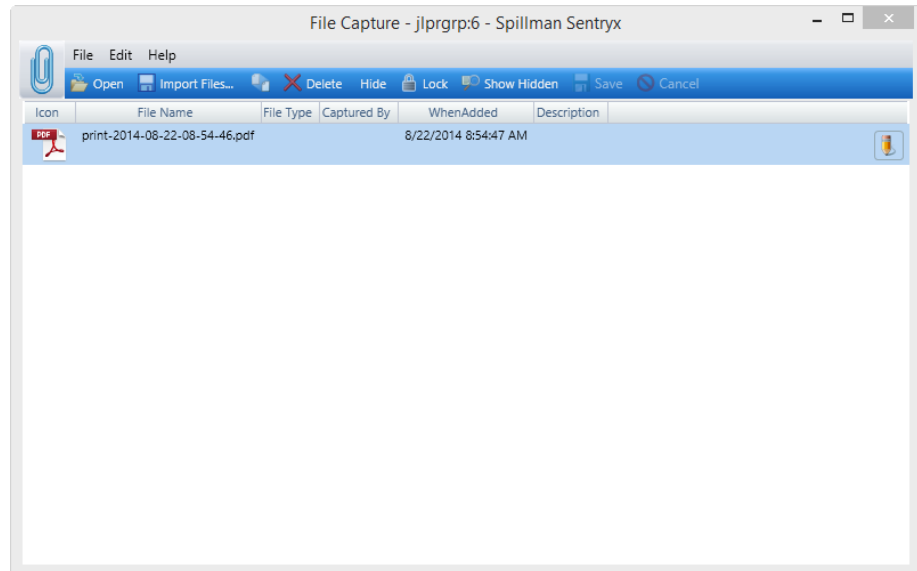 File Capture - jlprgrp:6 - Spillman Sentryx
File Edit Help
Open Import Files... Delete Hide Lock Show Hidden Save Cancel
Icon File Name File Type Captured By WhenAdded Description
PDF print-2014-08-22-08-54-46.pdf 8/22/2014 8:54:47 AM